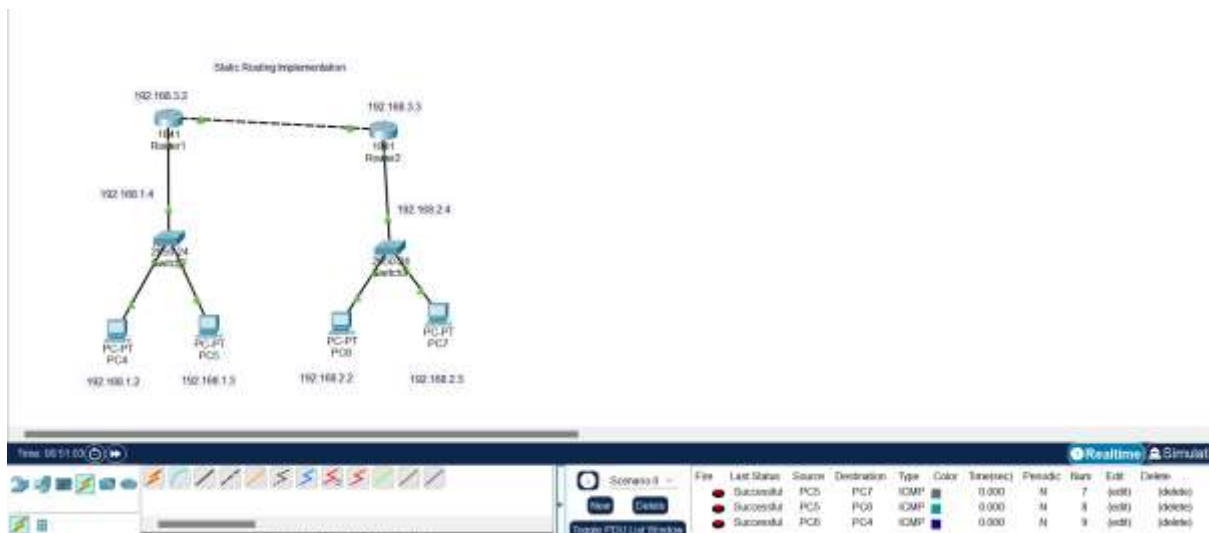 Static Routing Implementation
192.168.3.2
192.168.3.3
Router1
Router2
192.168.1.4
192.168.2.4
PC-PT
PC4
PC-PT
PC5
PC-PT
PC6
PC-PT
PC7
192.168.1.2
192.168.1.3
192.168.2.2
192.168.2.3
Time: 00:51:03
Realtime
Simulat
Scenario 0
New
Delete
Toggle PDU List Window
Fire Last Status Source Destination Type Color Time(sec) Periodic Num Edit Delete
Successful PC5 PC7 ICMP 0.000 N 7 (edit) (delete)
Successful PC5 PC6 ICMP 0.000 N 8 (edit) (delete)
Successful PC6 PC4 ICMP 0.000 N 9 (edit) (delete)